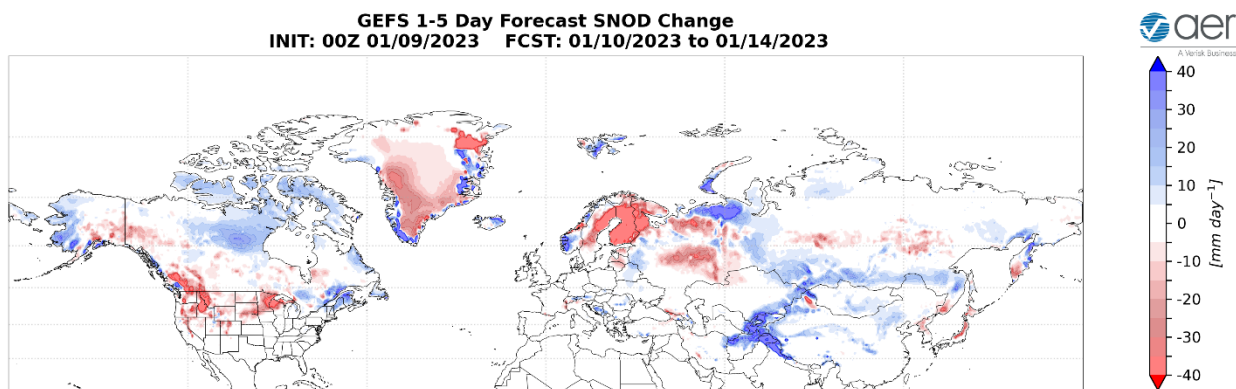 GEFS 1-5 Day Forecast SNOD Change
INIT: 00Z 01/09/2023 FCST: 01/10/2023 to 01/14/2023
aer
A Verisk Business
40
30
20
10
0
-10
-20
-30
-40
[mm day⁻¹]